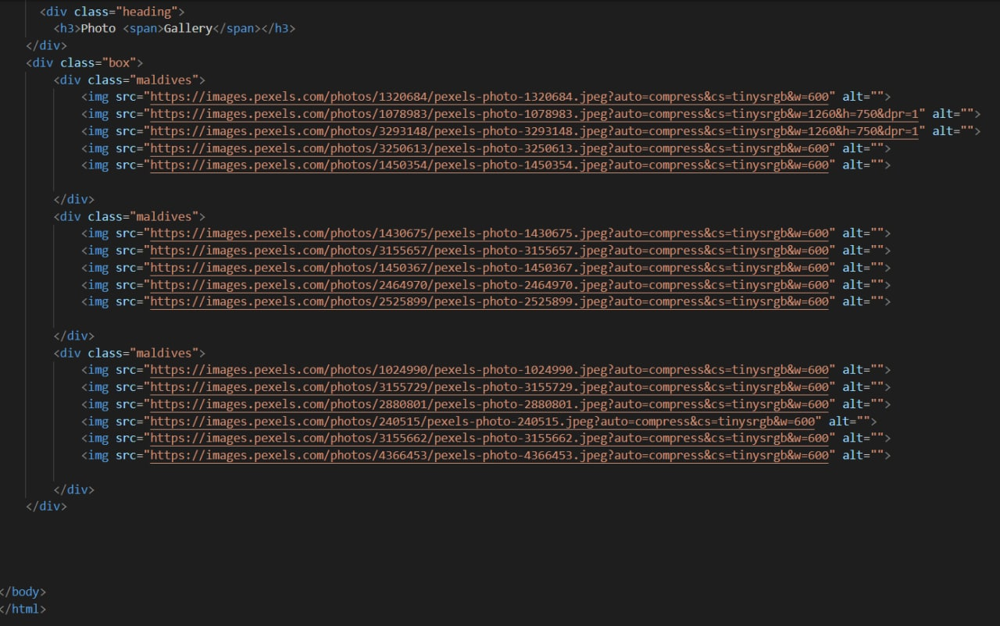 <div class="heading">
<h3>Photo <span>Gallery</span></h3>
</div>
<div class="box">
<div class="maldives">
<img src="https://images.pexels.com/photos/1320684/pexels-photo-1320684.jpeg?auto=compress&cs=tinysrgb&w=600" alt="">
<img src="https://images.pexels.com/photos/1078983/pexels-photo-1078983.jpeg?auto=compress&cs=tinysrgb&w=1260&h=750&dpr=1" alt="">
<img src="https://images.pexels.com/photos/3293148/pexels-photo-3293148.jpeg?auto=compress&cs=tinysrgb&w=1260&h=750&dpr=1" alt="">
<img src="https://images.pexels.com/photos/3250613/pexels-photo-3250613.jpeg?auto=compress&cs=tinysrgb&w=600" alt="">
<img src="https://images.pexels.com/photos/1450354/pexels-photo-1450354.jpeg?auto=compress&cs=tinysrgb&w=600" alt="">
</div>
<div class="maldives">
<img src="https://images.pexels.com/photos/1430675/pexels-photo-1430675.jpeg?auto=compress&cs=tinysrgb&w=600" alt="">
<img src="https://images.pexels.com/photos/3155657/pexels-photo-3155657.jpeg?auto=compress&cs=tinysrgb&w=600" alt="">
<img src="https://images.pexels.com/photos/1450367/pexels-photo-1450367.jpeg?auto=compress&cs=tinysrgb&w=600" alt="">
<img src="https://images.pexels.com/photos/2464970/pexels-photo-2464970.jpeg?auto=compress&cs=tinysrgb&w=600" alt="">
<img src="https://images.pexels.com/photos/2525899/pexels-photo-2525899.jpeg?auto=compress&cs=tinysrgb&w=600" alt="">
</div>
<div class="maldives">
<img src="https://images.pexels.com/photos/1024990/pexels-photo-1024990.jpeg?auto=compress&cs=tinysrgb&w=600" alt="">
<img src="https://images.pexels.com/photos/3155729/pexels-photo-3155729.jpeg?auto=compress&cs=tinysrgb&w=600" alt="">
<img src="https://images.pexels.com/photos/2880801/pexels-photo-2880801.jpeg?auto=compress&cs=tinysrgb&w=600" alt="">
<img src="https://images.pexels.com/photos/240515/pexels-photo-240515.jpeg?auto=compress&cs=tinysrgb&w=600" alt="">
<img src="https://images.pexels.com/photos/3155662/pexels-photo-3155662.jpeg?auto=compress&cs=tinysrgb&w=600" alt="">
<img src="https://images.pexels.com/photos/4366453/pexels-photo-4366453.jpeg?auto=compress&cs=tinysrgb&w=600" alt="">
</div>
</div>
</body>
</html>